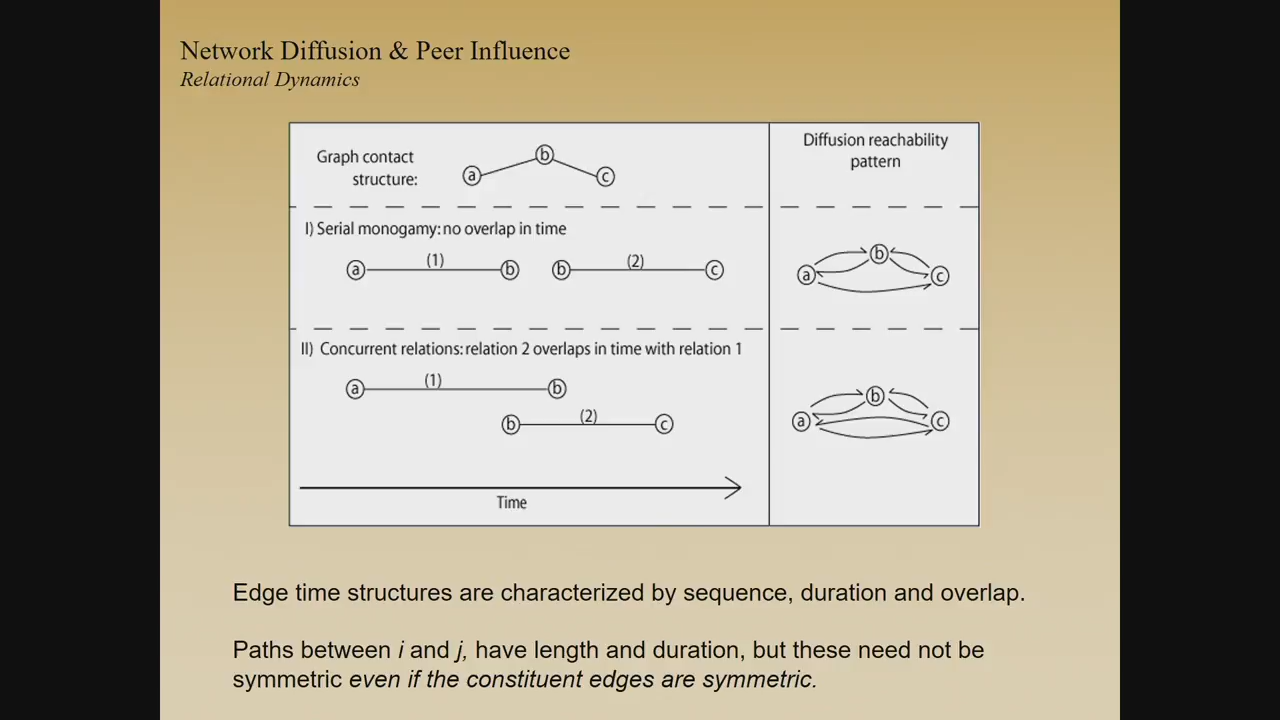 Network Diffusion & Peer Influence
Relational Dynamics
Graph contact
structure:
a
b
c
Diffusion reachability
pattern
I) Serial monogamy: no overlap in time
a
(1)
b
b
(2)
c
a
b
c
II) Concurrent relations: relation 2 overlaps in time with relation 1
a
(1)
b
b
(2)
c
a
b
c
Time
Edge time structures are characterized by sequence, duration and overlap.
Paths between i and j, have length and duration, but these need not be
symmetric even if the constituent edges are symmetric.